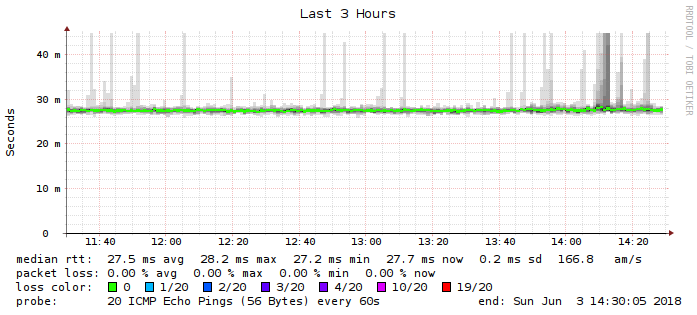 Last 3 Hours
RRDTOOL / TOBI OETIKER
Seconds
40 m
30 m
20 m
10 m
0
11:40 12:00 12:20 12:40 13:00 13:20 13:40 14:00 14:20
median rtt: 27.5 ms avg 28.2 ms max 27.2 ms min 27.7 ms now 0.2 ms sd 166.8 am/s
packet loss: 0.00 % avg 0.00 % max 0.00 % min 0.00 % now
loss color: 0 1/20 2/20 3/20 4/20 10/20 19/20
probe: 20 ICMP Echo Pings (56 Bytes) every 60s end: Sun Jun 3 14:30:05 2018